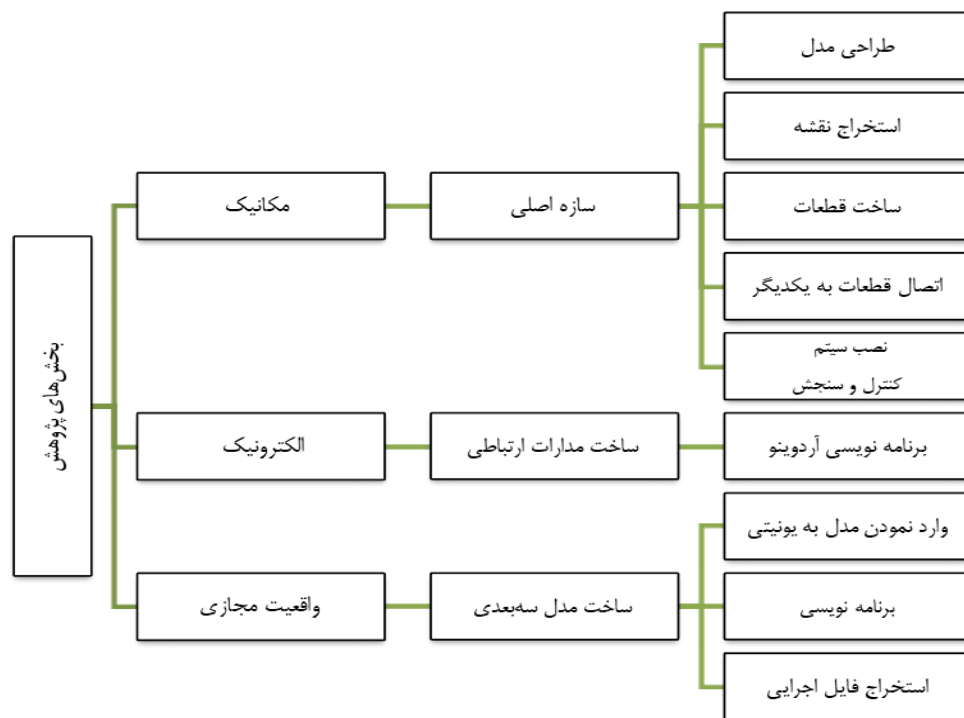 بخش‌های پژوهش
مکانیک
سازه اصلی
طراحی مدل
استخراج نقشه
ساخت قطعات
اتصال قطعات به یکدیگر
نصب سیتم
کنترل و سنجش
الکترونیک
ساخت مدارات ارتباطی
برنامه نویسی آردوینو
واقعیت مجازی
ساخت مدل سه‌بعدی
وارد نمودن مدل به یونیتی
برنامه نویسی
استخراج فایل اجرایی